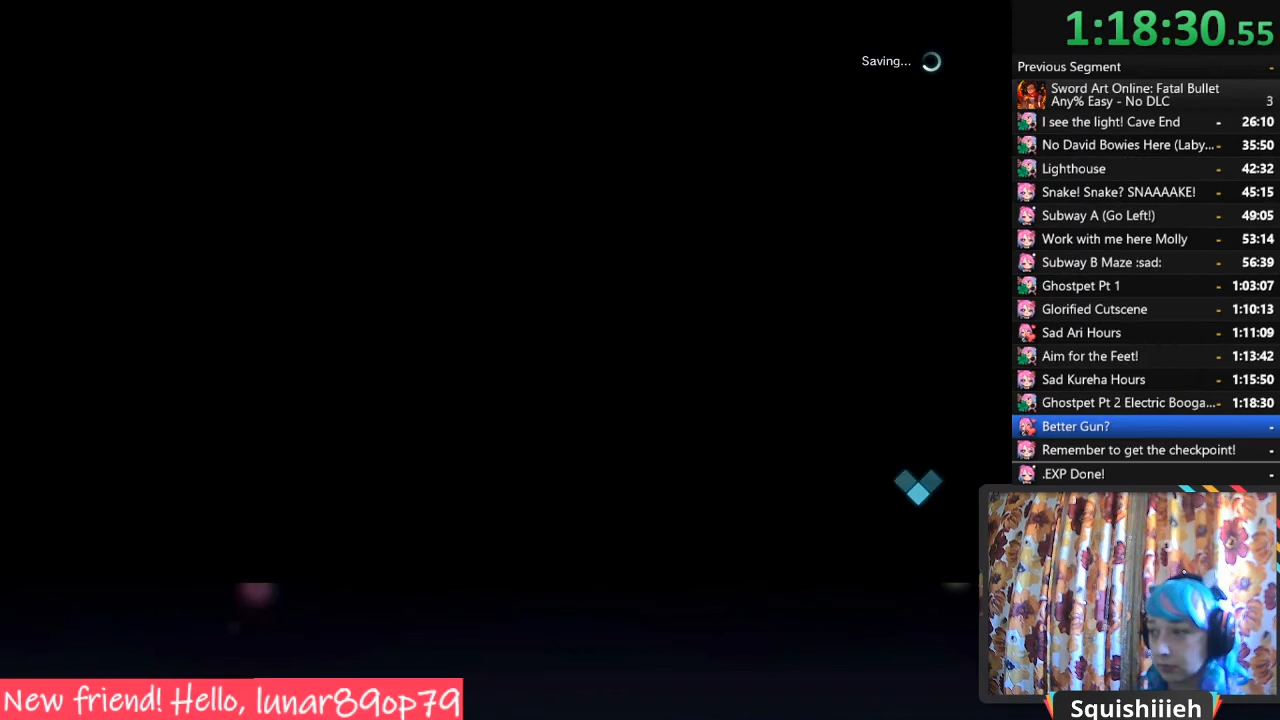 Saving...
1:18:30.55
Previous Segment -
Sword Art Online: Fatal Bullet
Any% Easy - No DLC 3
I see the light! Cave End - 26:10
No David Bowies Here (Laby... - 35:50
Lighthouse - 42:32
Snake! Snake? SNAAAAKE! - 45:15
Subway A (Go Left!) - 49:05
Work with me here Molly - 53:14
Subway B Maze :sad: - 56:39
Ghostpet Pt 1 - 1:03:07
Glorified Cutscene - 1:10:13
Sad Ari Hours - 1:11:09
Aim for the Feet! - 1:13:42
Sad Kureha Hours - 1:15:50
Ghostpet Pt 2 Electric Booga... - 1:18:30
Better Gun? -
Remember to get the checkpoint! -
.EXP Done! -
New friend! Hello, lunar89op79
Squishiiieh